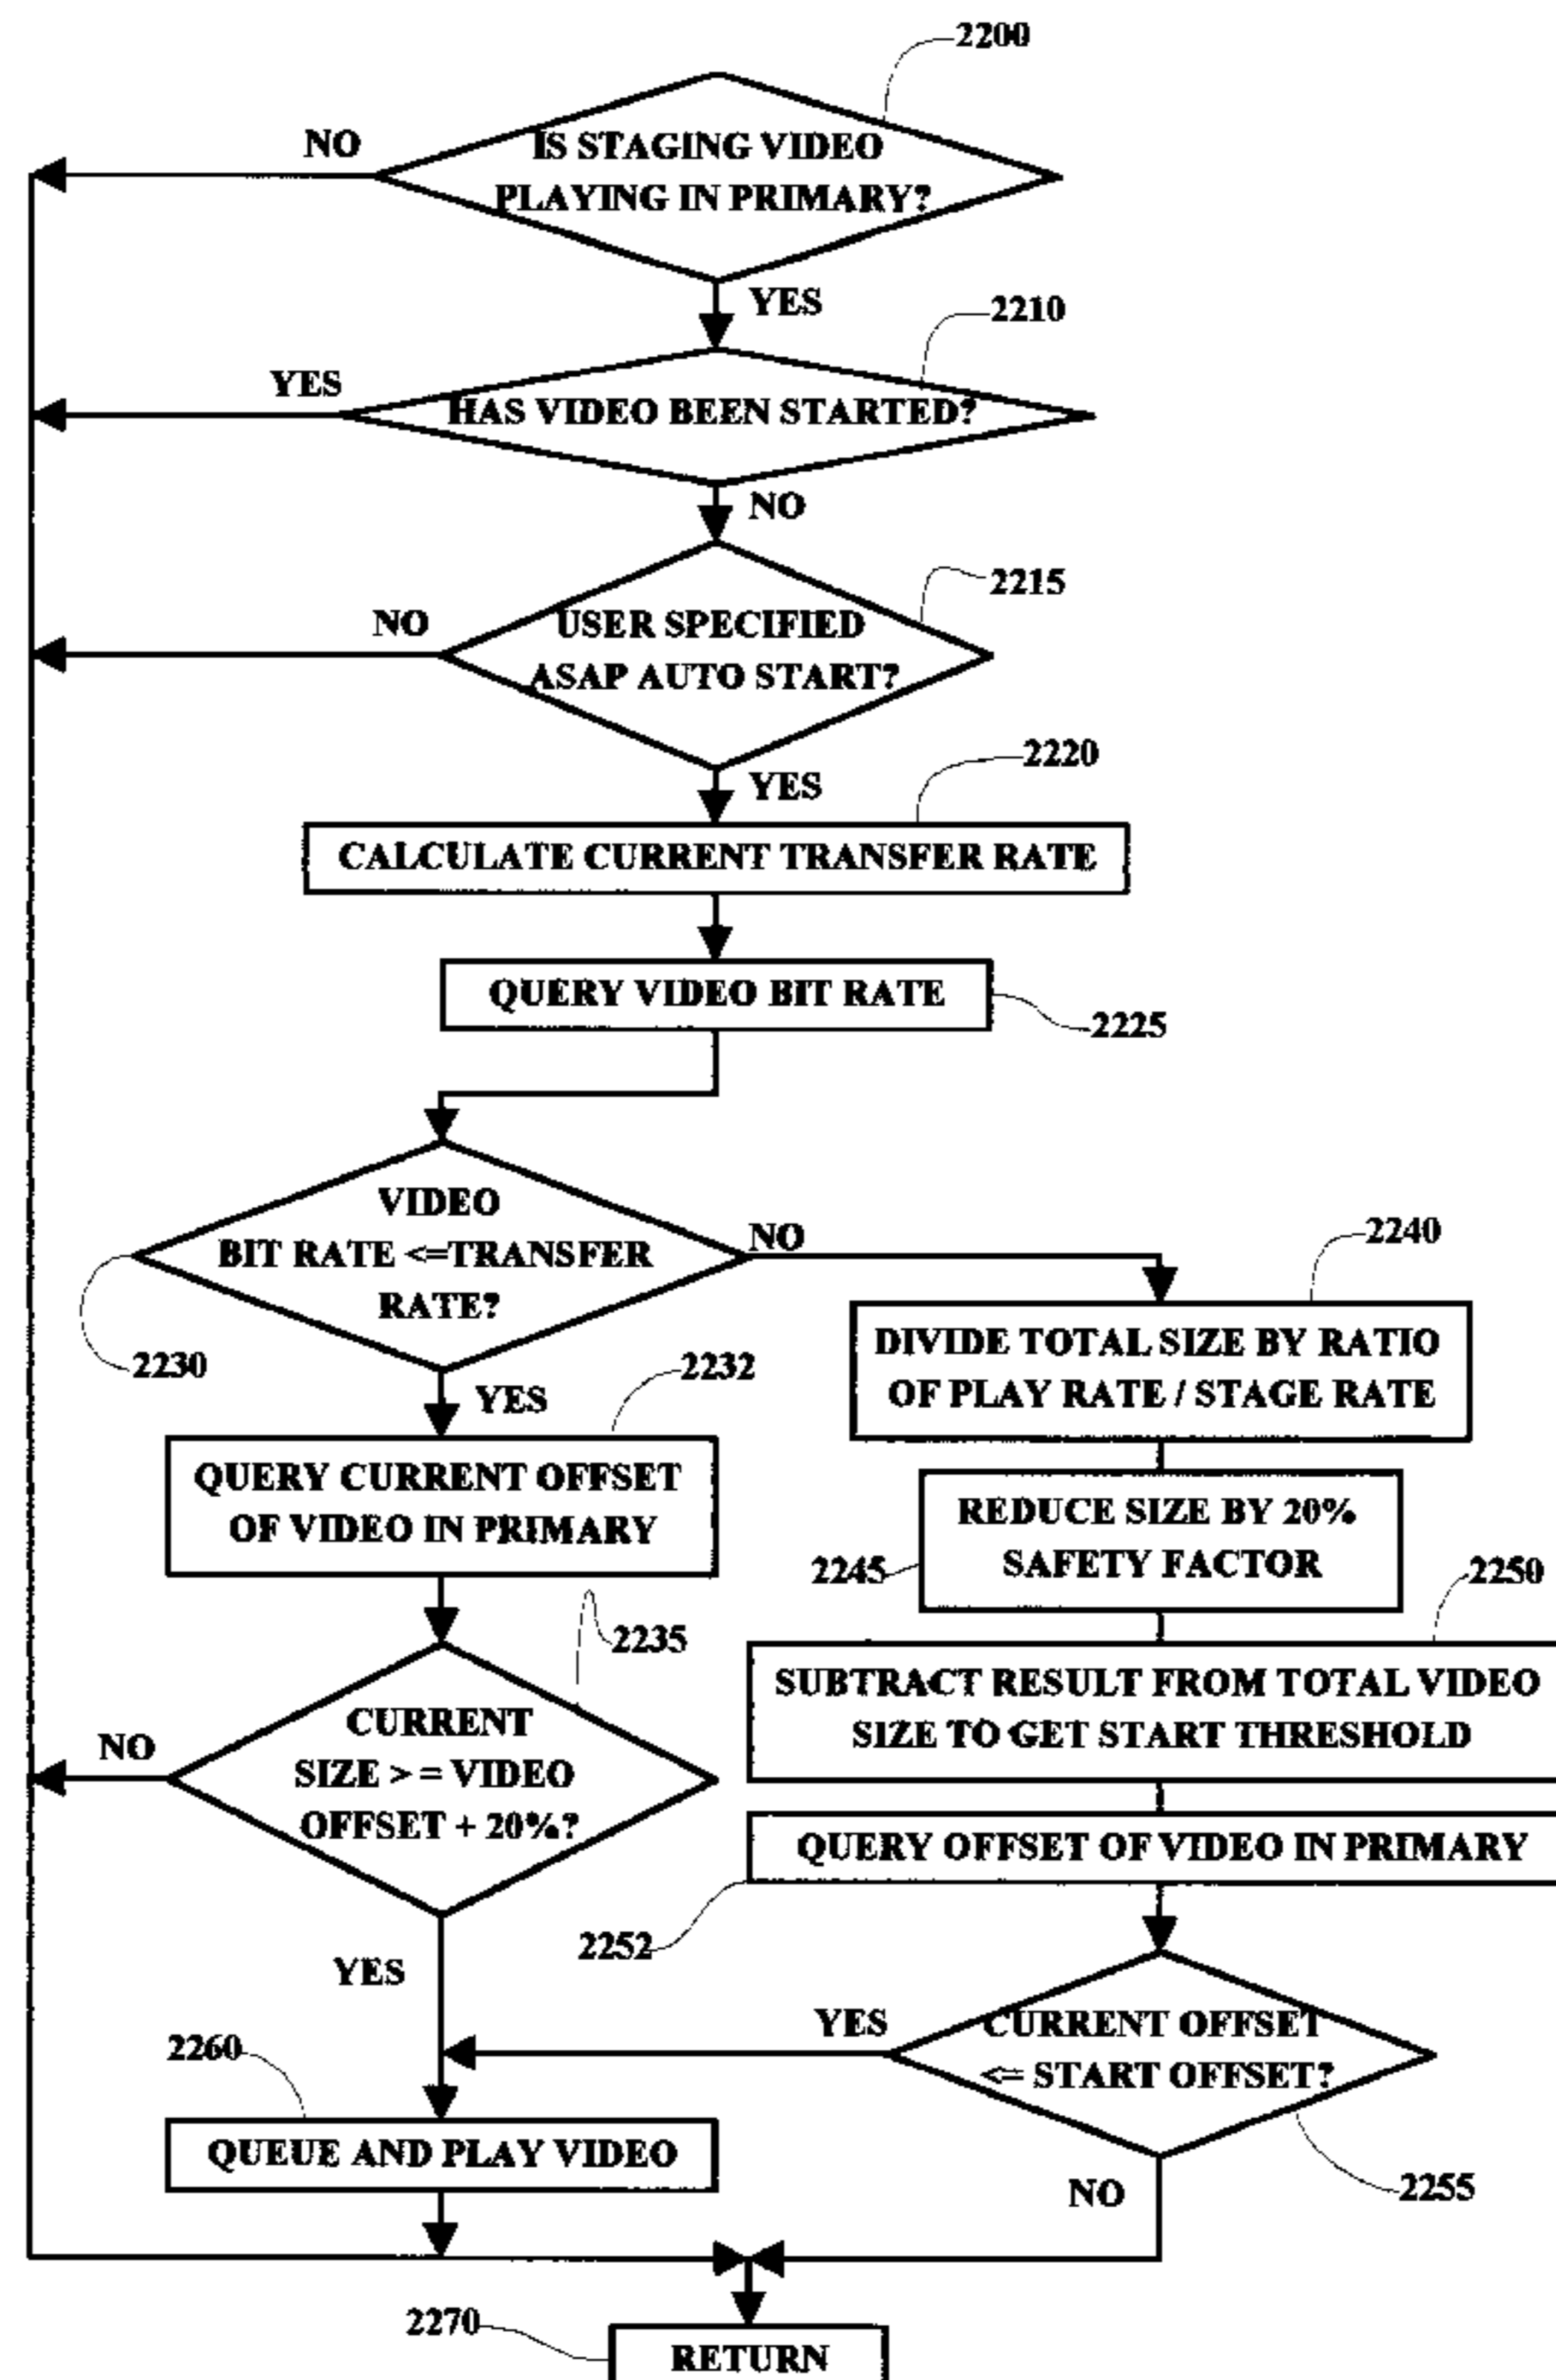 2200
IS STAGING VIDEO
PLAYING IN PRIMARY?
NO
YES
2210
HAS VIDEO BEEN STARTED?
YES
NO
2215
USER SPECIFIED
ASAP AUTO START?
NO
YES
2220
CALCULATE CURRENT TRANSFER RATE
QUERY VIDEO BIT RATE
2225
VIDEO
BIT RATE <=TRANSFER
RATE?
NO
2230
YES
2240
DIVIDE TOTAL SIZE BY RATIO
OF PLAY RATE / STAGE RATE
2232
QUERY CURRENT OFFSET
OF VIDEO IN PRIMARY
REDUCE SIZE BY 20%
SAFETY FACTOR
2245
2250
SUBTRACT RESULT FROM TOTAL VIDEO
SIZE TO GET START THRESHOLD
2235
CURRENT
SIZE > = VIDEO
OFFSET + 20%?
NO
YES
QUERY OFFSET OF VIDEO IN PRIMARY
2252
CURRENT OFFSET
<= START OFFSET?
YES
NO
2255
2260
QUEUE AND PLAY VIDEO
2270
RETURN